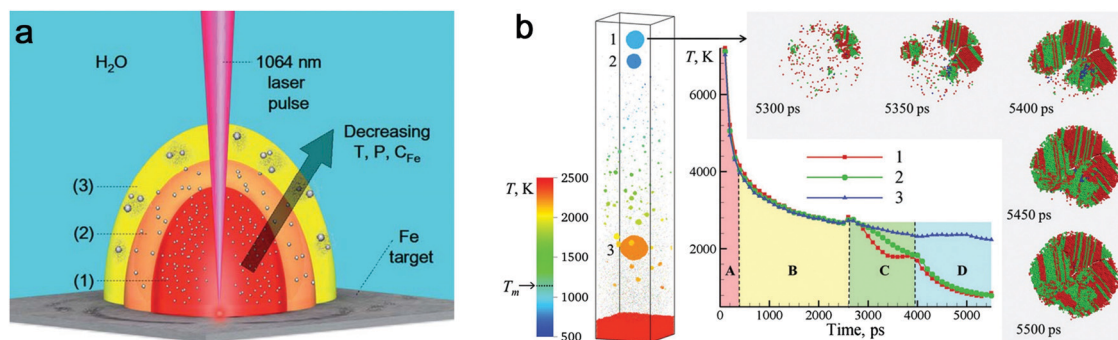 a
H2O
1064 nm
laser
pulse
Decreasing
T, P, CFe
(3)
(2)
(1)
Fe
target
b
1
2
3
T, K
2500
2000
1500
Tm
1000
500
T, K
6000
4000
2000
0
1000
2000
3000
4000
5000
Time, ps
A
B
C
D
1
2
3
5300 ps
5350 ps
5400 ps
5450 ps
5500 ps